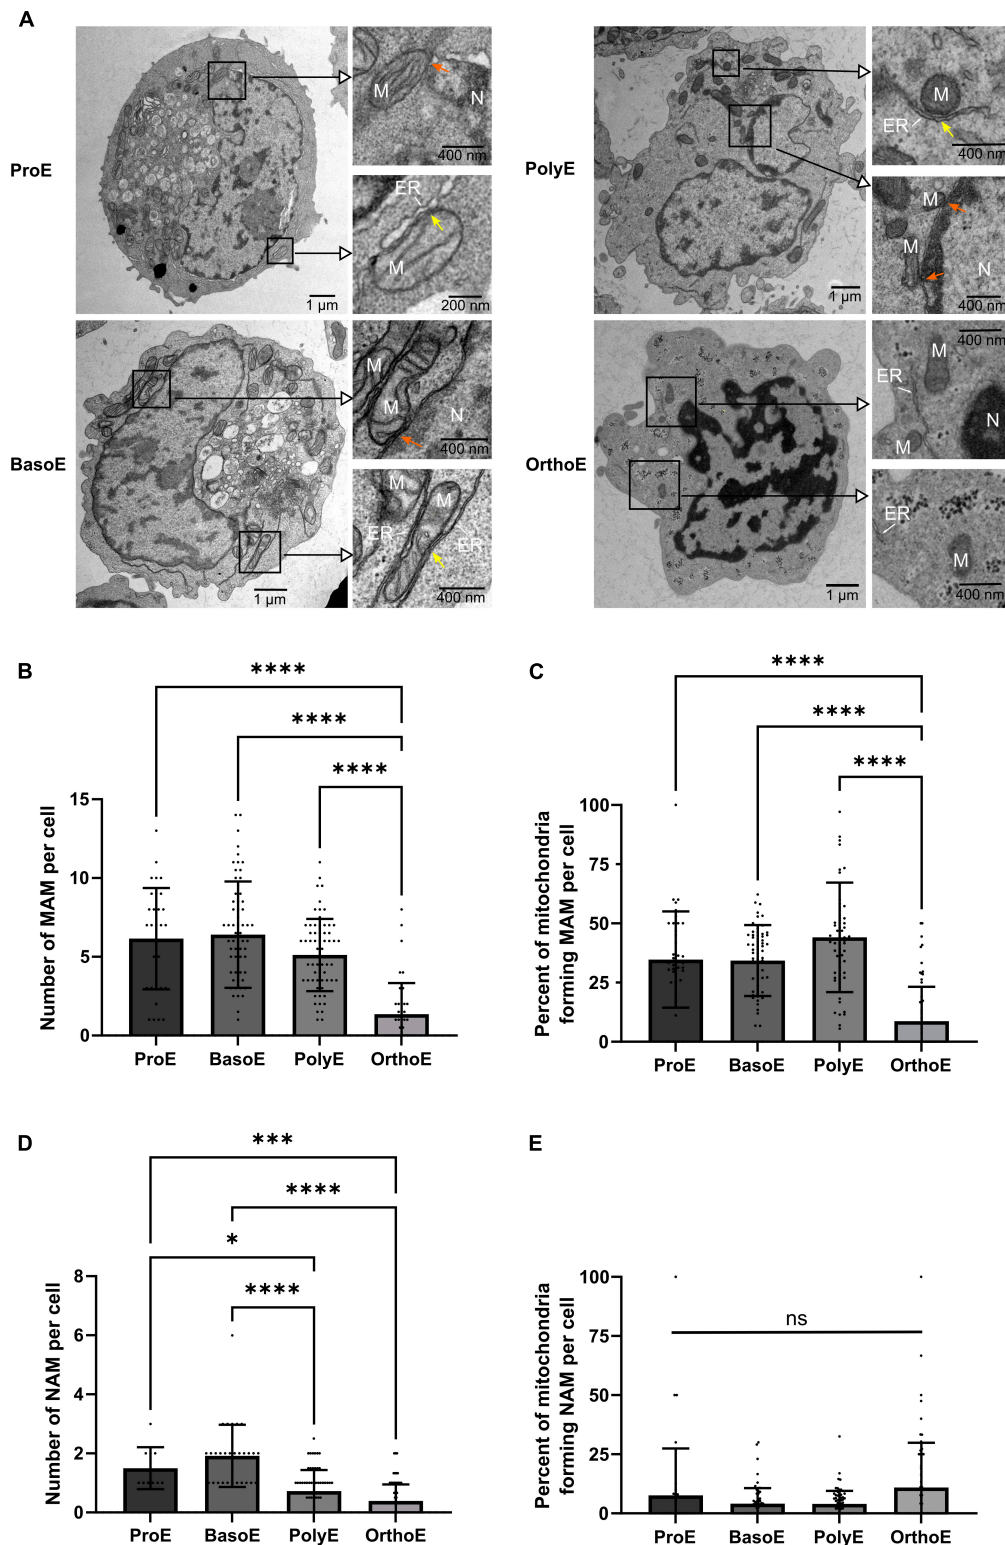 A
ProE
M
N
400 nm
ER
M
200 nm
1 µm
PolyE
M
ER
400 nm
M
M
N
400 nm
1 µm
BasoE
M
M
N
400 nm
M
M
ER
ER
400 nm
1 µm
OrthoE
400 nm
M
ER
N
M
ER
M
400 nm
1 µm
B
****
****
****
Number of MAM per cell
15
10
5
0
ProE BasoE PolyE OrthoE
C
****
****
****
Percent of mitochondria
forming MAM per cell
100
75
50
25
0
ProE BasoE PolyE OrthoE
D
***
****
*
****
Number of NAM per cell
8
6
4
2
0
ProE BasoE PolyE OrthoE
E
ns
Percent of mitochondria
forming NAM per cell
100
75
50
25
0
ProE BasoE PolyE OrthoE